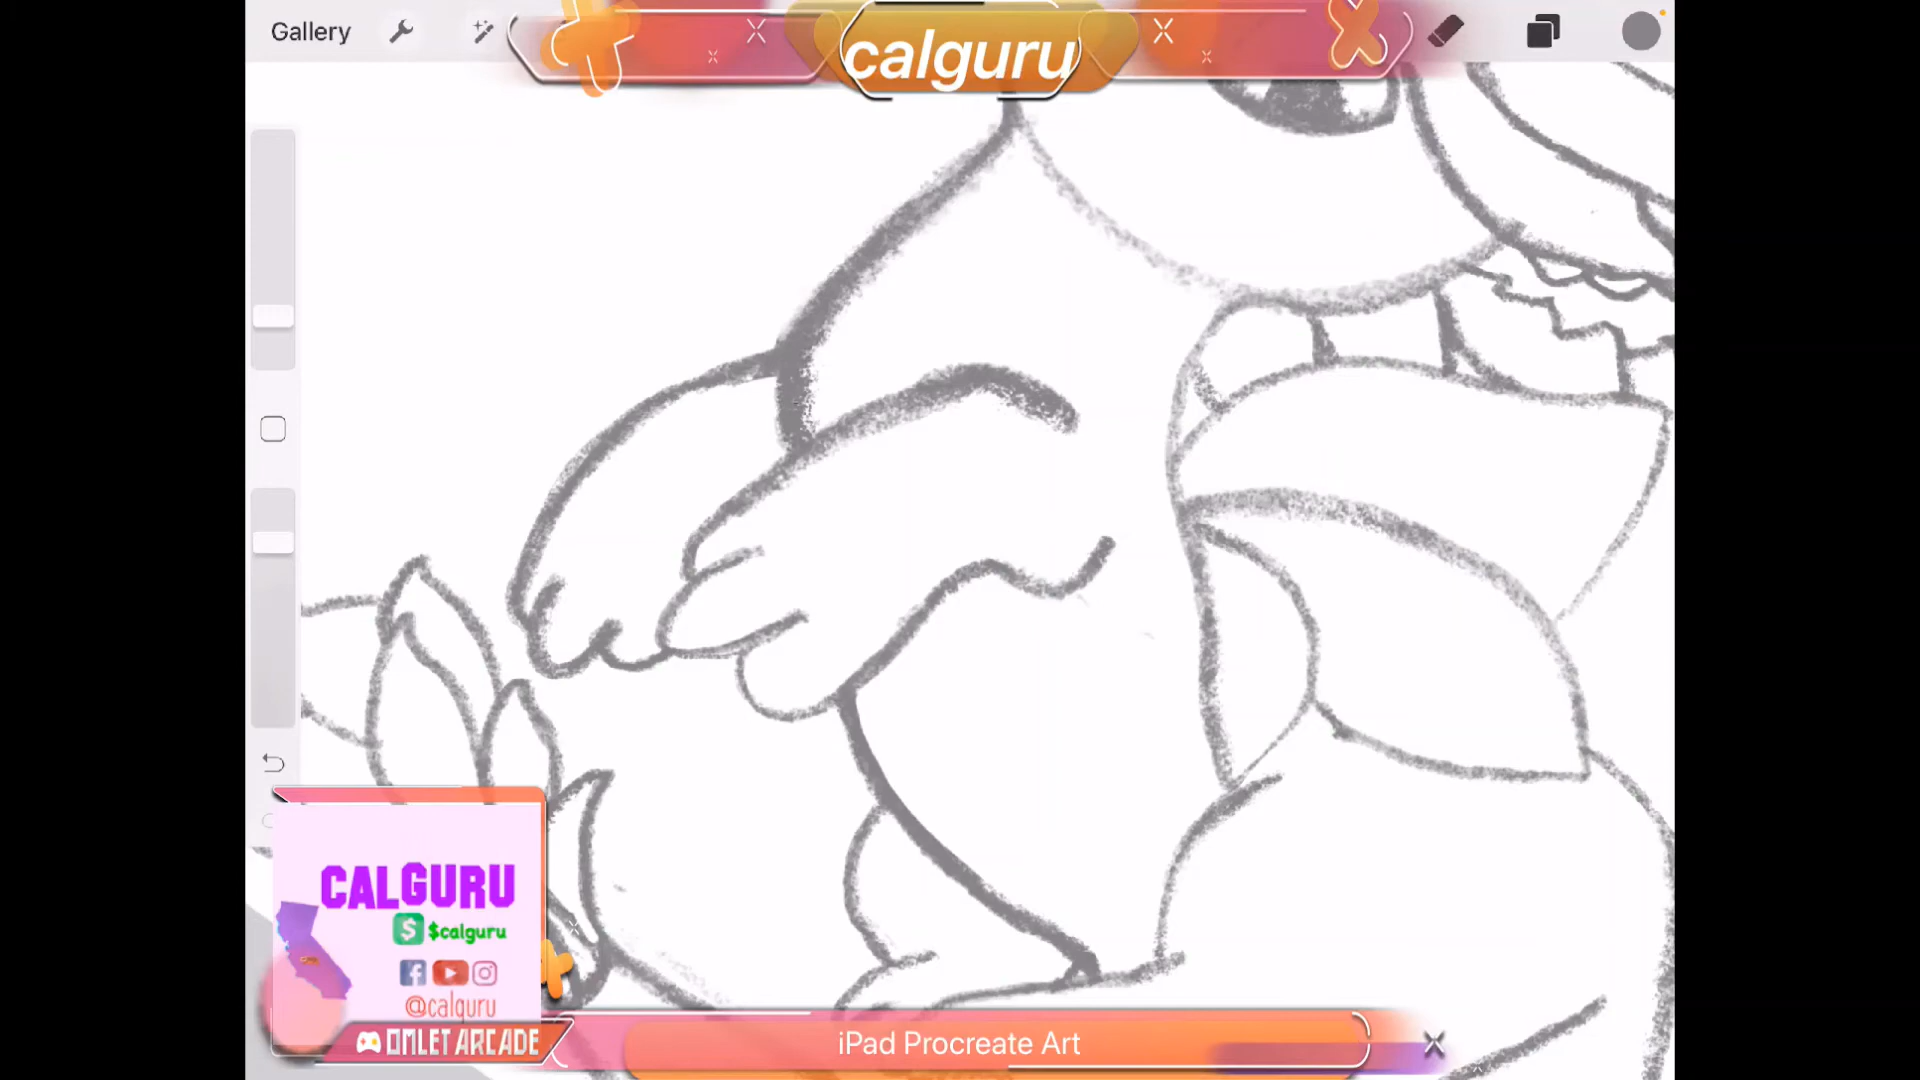 Gallery
calguru
CALGURU
$ $calguru
@calguru
OMLET ARCADE
iPad Procreate Art